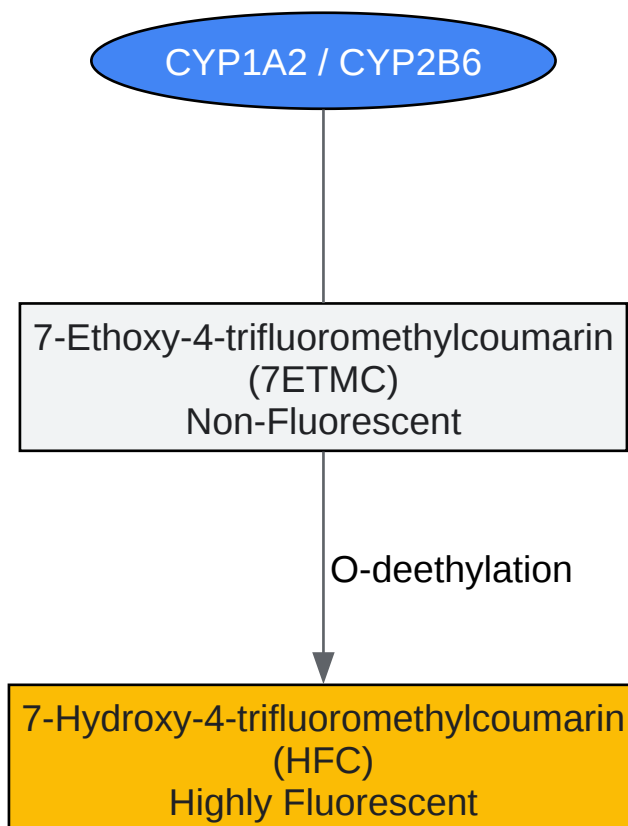 CYP1A2 / CYP2B6
7-Ethoxy-4-trifluoromethylcoumarin
(7ETMC)
Non-Fluorescent
O-deethylation
7-Hydroxy-4-trifluoromethylcoumarin
(HFC)
Highly Fluorescent